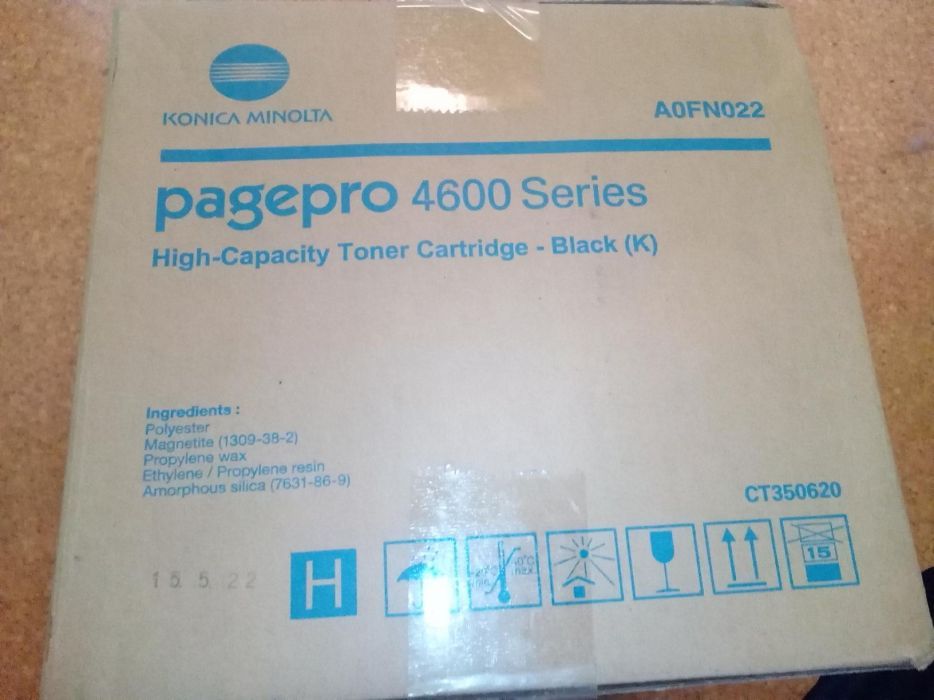 KONICA MINOLTA
A0FN022
pagepro 4600 Series
High-Capacity Toner Cartridge - Black (K)
Ingredients :
Polyester
Magnetite (1309-38-2)
Propylene wax
Ethylene / Propylene resin
Amorphous silica (7631-86-9)
CT350620
15 5 22
H
15